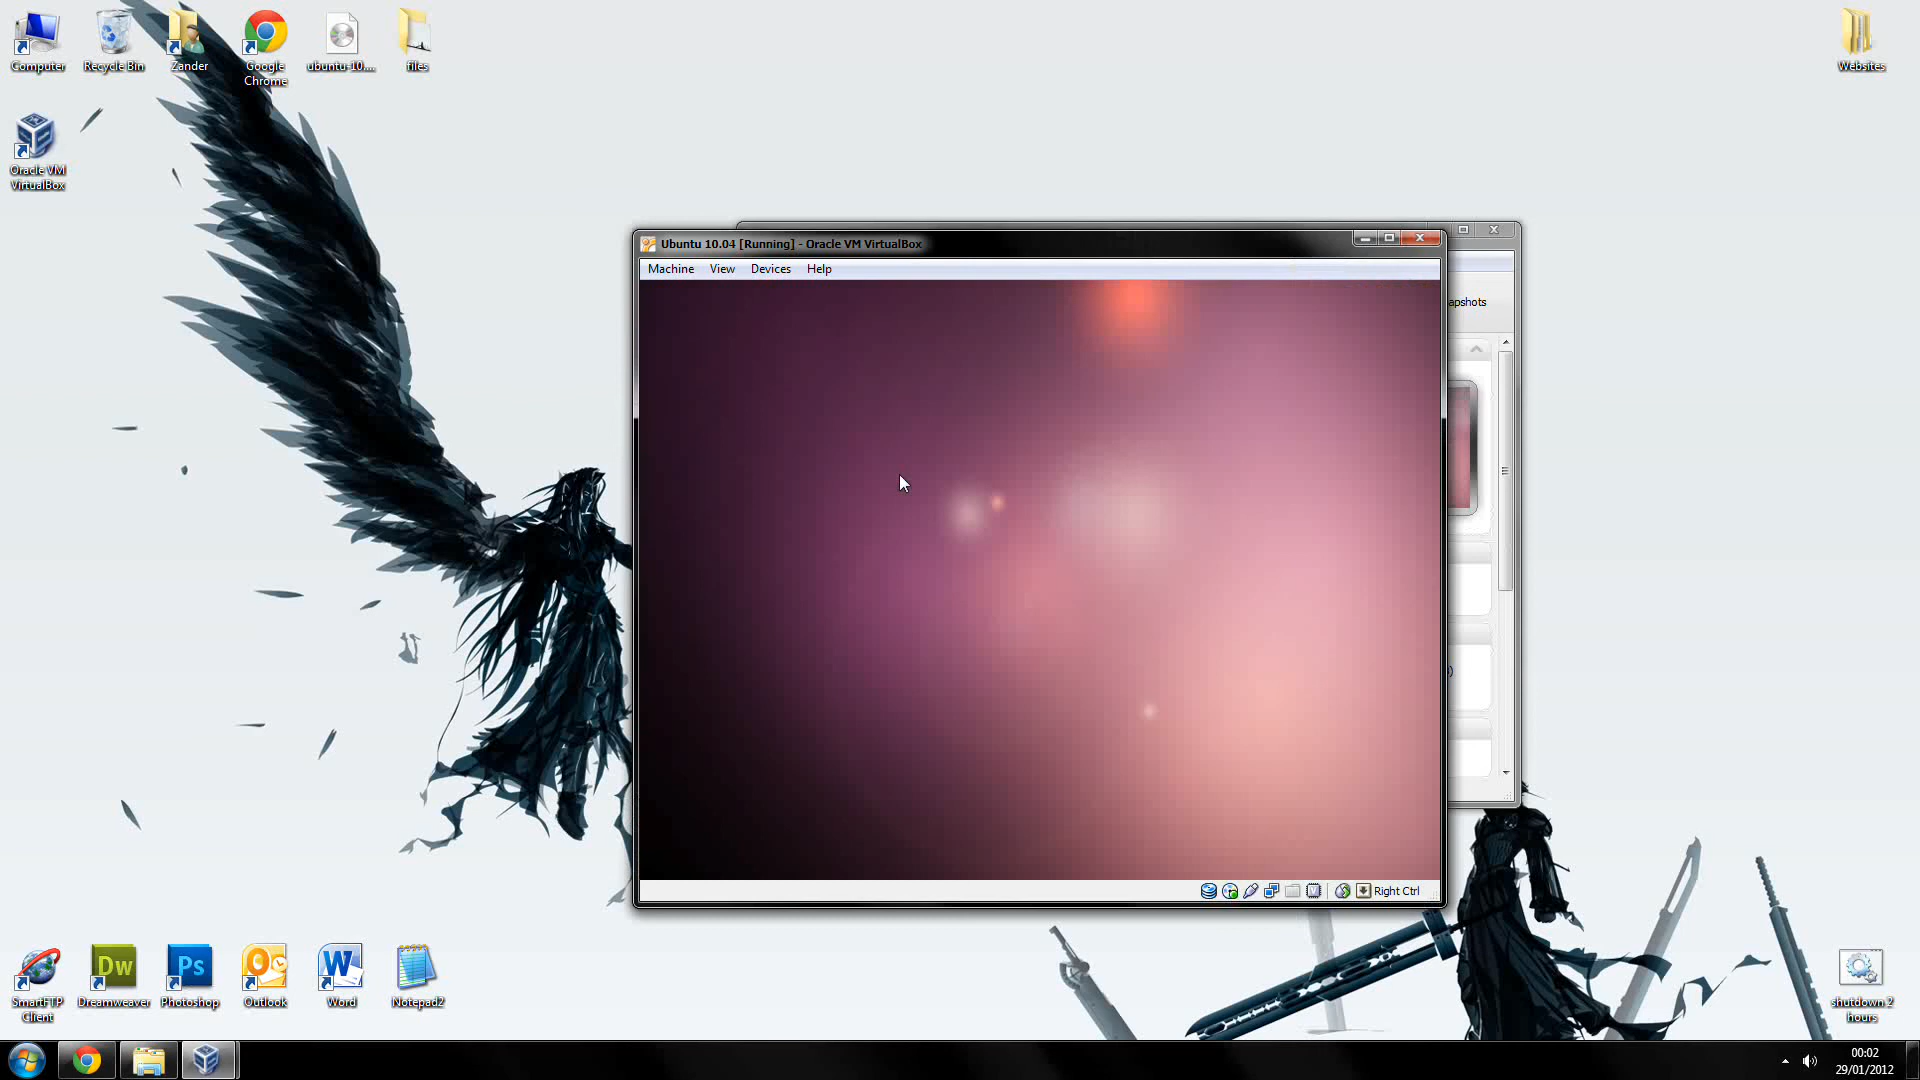 Computer
Recycle Bin
Zander
Google
Chrome
ubuntu-10....
files
Websites
Oracle VM
VirtualBox
Ubuntu 10.04 [Running] - Oracle VM VirtualBox
Machine View Devices Help
apshots
Right Ctrl
SmartFTP
Client
Dw
Dreamweaver
Ps
Photoshop
Outlook
Word
Notepad2
shutdown 2
hours
00:02
29/01/2012